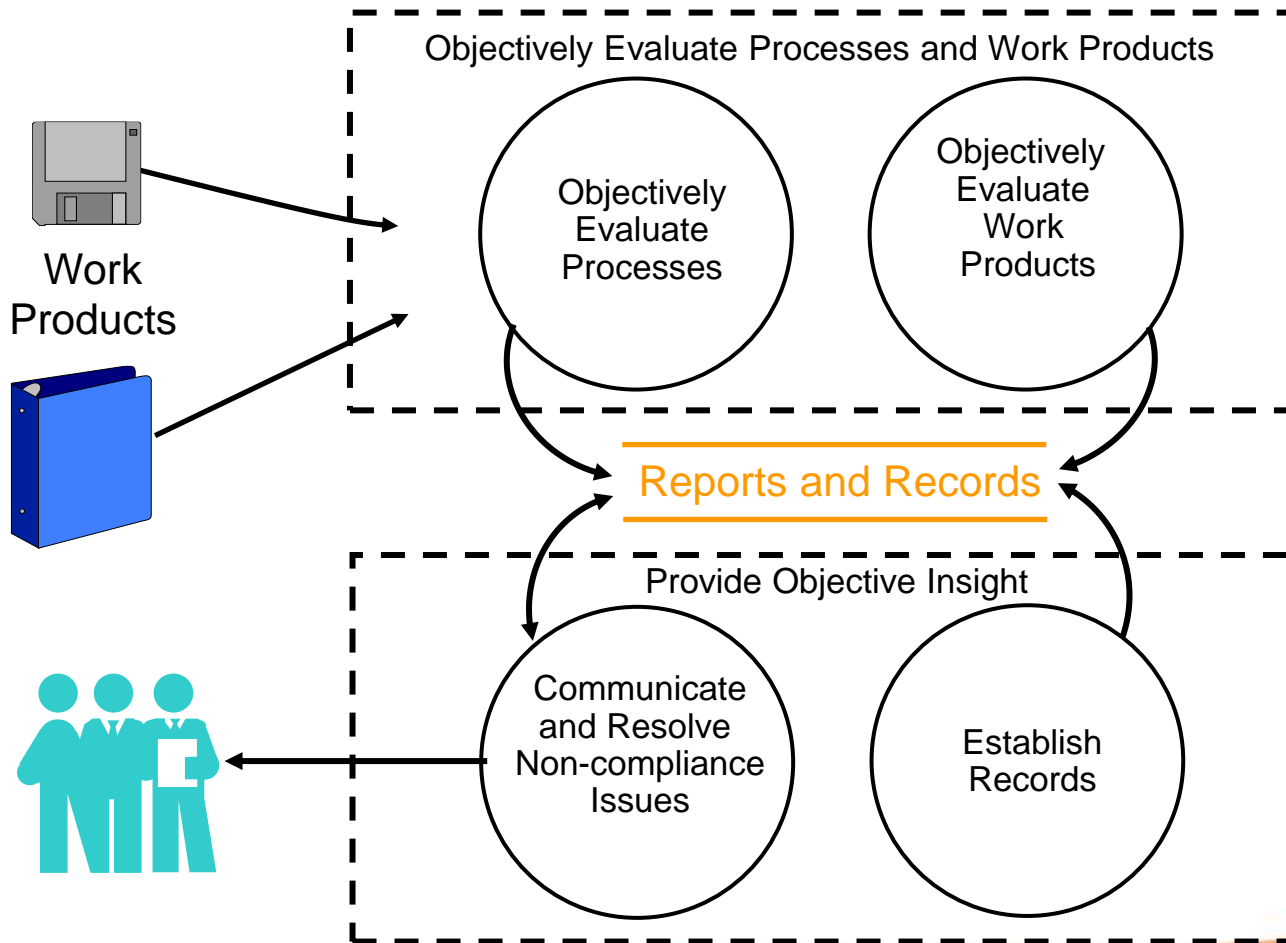 Objectively Evaluate Processes and Work Products
Objectively
Evaluate
Processes
Objectively
Evaluate
Work
Products
Work
Products
Reports and Records
Provide Objective Insight
Communicate
and Resolve
Non-compliance
Issues
Establish
Records